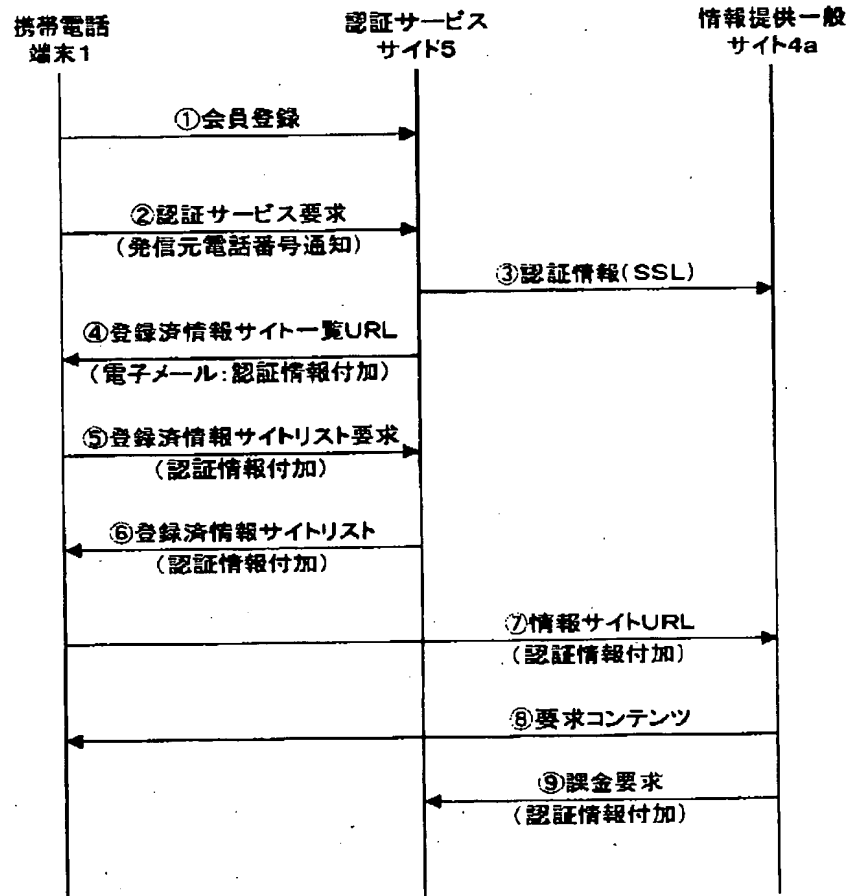 携帯電話
端末1
認証サービス
サイド5
情報提供一般
サイト4a
①会員登録
②認証サービス要求
(発信元電話番号通知)
③認証情報(SSL)
④登録済情報サイト一覧URL
(電子メール:認証情報付加)
⑤登録済情報サイトリスト要求
(認証情報付加)
⑥登録済情報サイトリスト
(認証情報付加)
⑦情報サイトURL
(認証情報付加)
⑧要求コンテンツ
⑨課金要求
(認証情報付加)